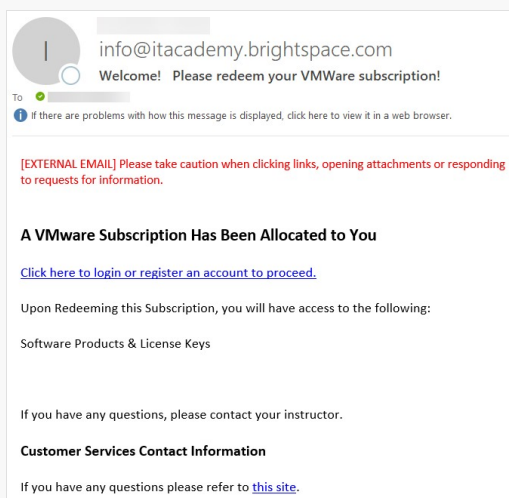 I
info@itacademy.brightspace.com
Welcome!   Please redeem your VMWare subscription!
To
i If there are problems with how this message is displayed, click here to view it in a web browser.
[EXTERNAL EMAIL] Please take caution when clicking links, opening attachments or responding
to requests for information.
A VMware Subscription Has Been Allocated to You
Click here to login or register an account to proceed.
Upon Redeeming this Subscription, you will have access to the following:
Software Products & License Keys
If you have any questions, please contact your instructor.
Customer Services Contact Information
If you have any questions please refer to this site.